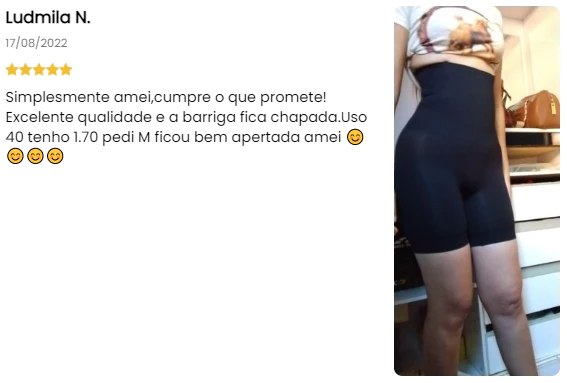 Ludmila N.
17/08/2022
Simplesmente amei,cumpre o que promete!
Excelente qualidade e a barriga fica chapada.Uso
40 tenho 1.70 pedi M ficou bem apertada amei 😊
😊😊😊